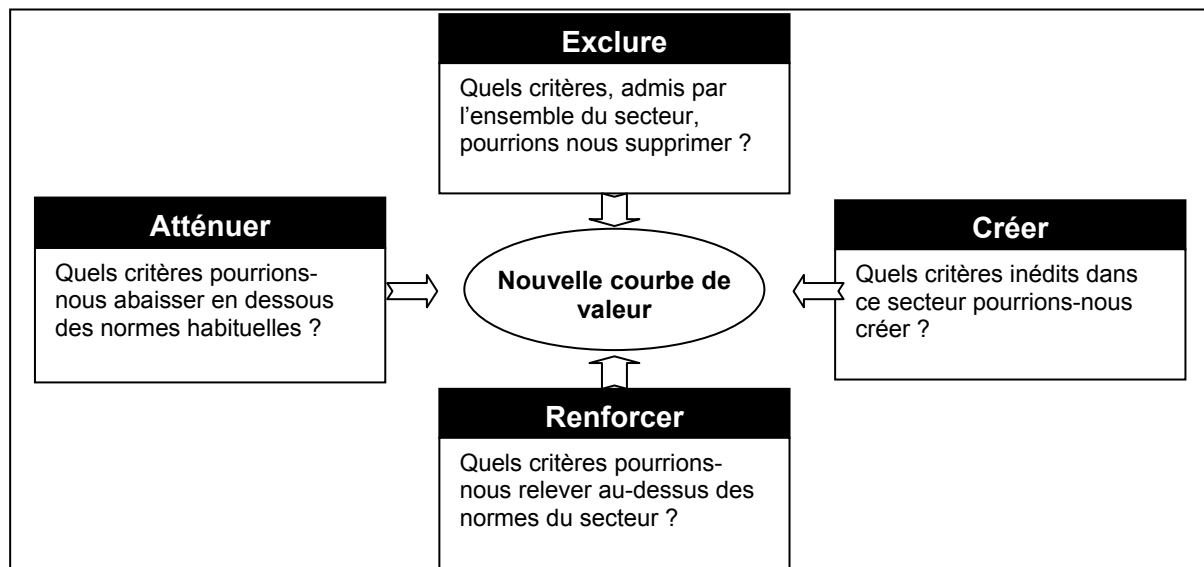 Exclure
Quels critères, admis par
l’ensemble du secteur,
pourrions nous supprimer ?
Atténuer
Quels critères pourrions-
nous abaisser en dessous
des normes habituelles ?
Nouvelle courbe de
valeur
Créer
Quels critères inédits dans
ce secteur pourrions-nous
créer ?
Renforcer
Quels critères pourrions-
nous relever au-dessus des
normes du secteur ?